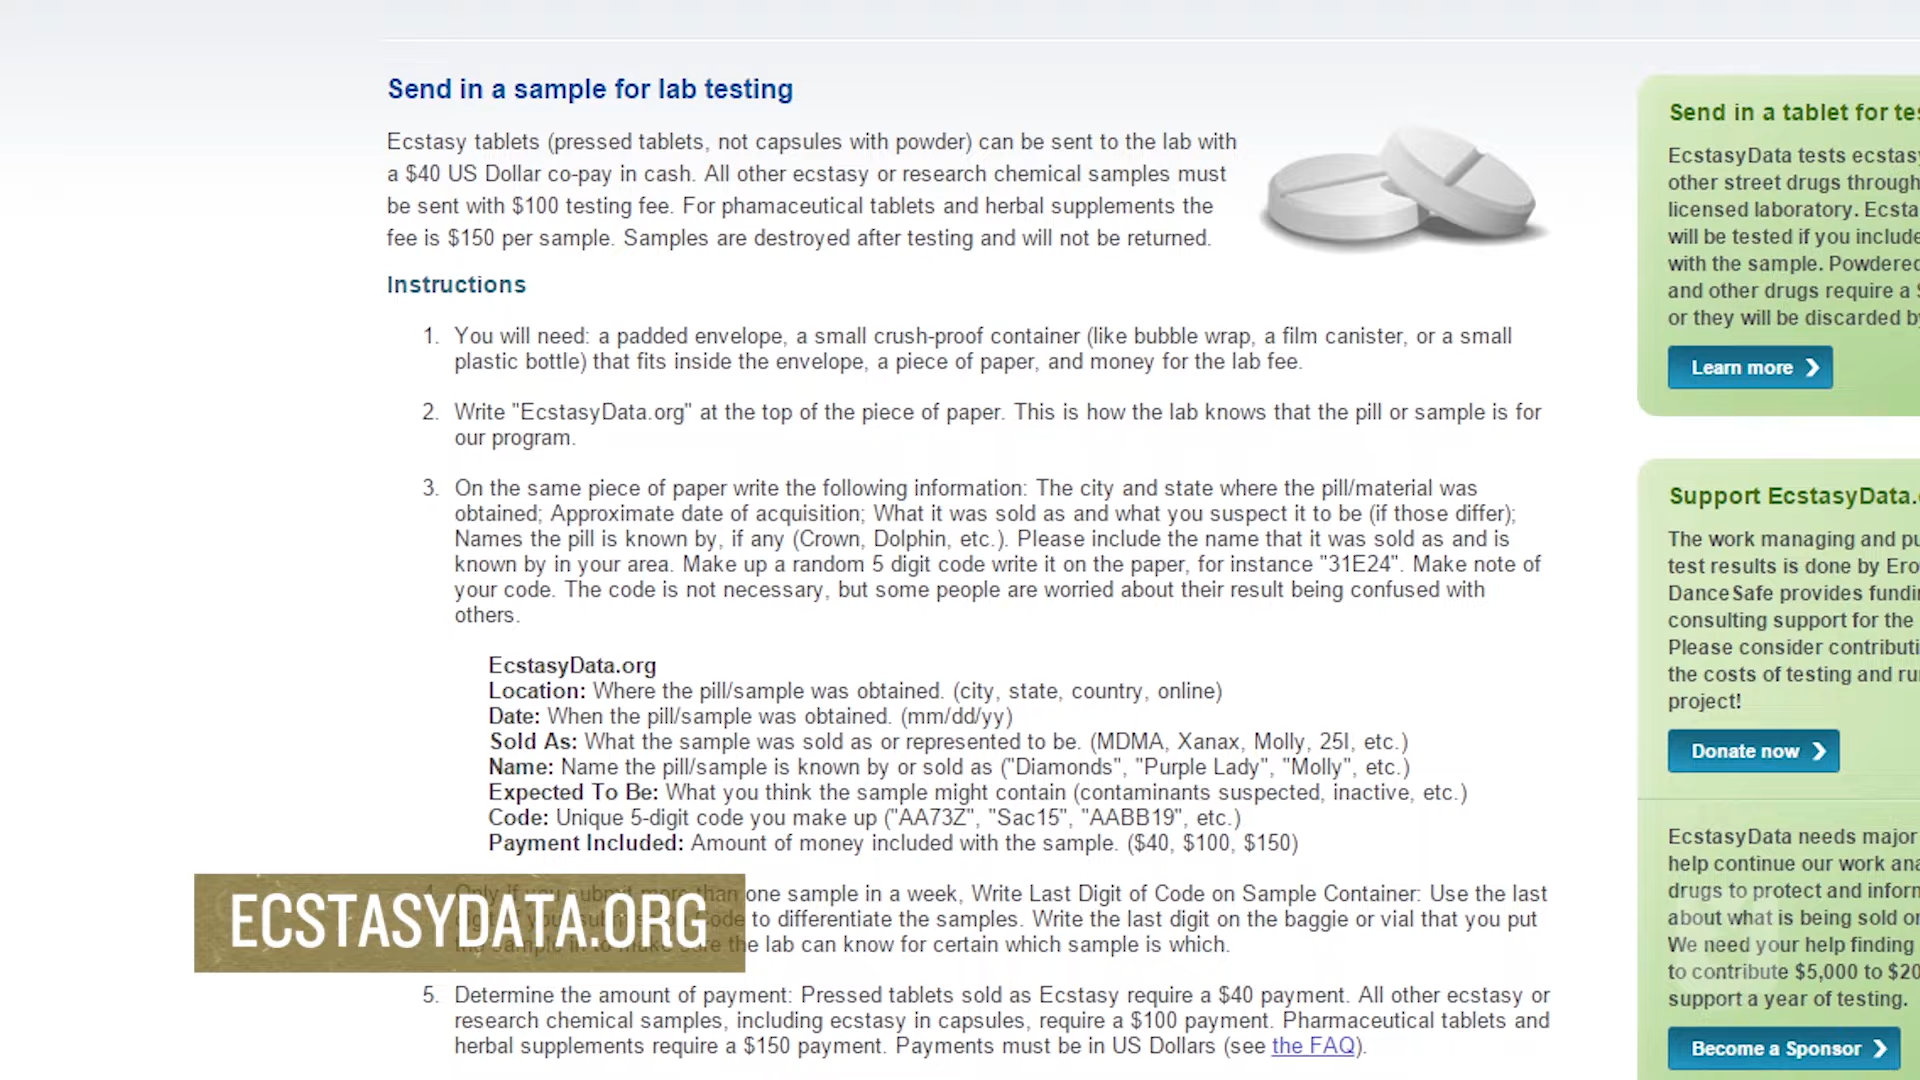 Send in a sample for lab testing
Ecstasy tablets (pressed tablets, not capsules with powder) can be sent to the lab with
a $40 US Dollar co-pay in cash. All other ecstasy or research chemical samples must
be sent with $100 testing fee. For phamaceutical tablets and herbal supplements the
fee is $150 per sample. Samples are destroyed after testing and will not be returned.
Instructions
1. You will need: a padded envelope, a small crush-proof container (like bubble wrap, a film canister, or a small
plastic bottle) that fits inside the envelope, a piece of paper, and money for the lab fee.
2. Write "EcstasyData.org" at the top of the piece of paper. This is how the lab knows that the pill or sample is for
our program.
3. On the same piece of paper write the following information: The city and state where the pill/material was
obtained; Approximate date of acquisition; What it was sold as and what you suspect it to be (if those differ);
Names the pill is known by, if any (Crown, Dolphin, etc.). Please include the name that it was sold as and is
known by in your area. Make up a random 5 digit code write it on the paper, for instance "31E24". Make note of
your code. The code is not necessary, but some people are worried about their result being confused with
others.
EcstasyData.org
Location: Where the pill/sample was obtained. (city, state, country, online)
Date: When the pill/sample was obtained. (mm/dd/yy)
Sold As: What the sample was sold as or represented to be. (MDMA, Xanax, Molly, 25I, etc.)
Name: Name the pill/sample is known by or sold as ("Diamonds", "Purple Lady", "Molly", etc.)
Expected To Be: What you think the sample might contain (contaminants suspected, inactive, etc.)
Code: Unique 5-digit code you make up ("AA73Z", "Sac15", "AABB19", etc.)
Payment Included: Amount of money included with the sample. ($40, $100, $150)
4. Only if you submit more than one sample in a week, Write Last Digit of Code on Sample Container: Use the last
to differentiate the samples. Write the last digit on the baggie or vial that you put
the sample in to make sure the lab can know for certain which sample is which.
ECSTASYDATA.ORG
5. Determine the amount of payment: Pressed tablets sold as Ecstasy require a $40 payment. All other ecstasy or
research chemical samples, including ecstasy in capsules, require a $100 payment. Pharmaceutical tablets and
herbal supplements require a $150 payment. Payments must be in US Dollars (see the FAQ).
Send in a tablet for
EcstasyData tests
other street drugs through
licensed laboratory.
will be tested if you include
with the sample.
and other drugs require a
or they will be discarded
Learn more
Support EcstasyData.
The work managing and
test results is done by
DanceSafe provides
consulting support for the
Please consider
the costs of testing and
project!
Donate now
EcstasyData needs major
help continue our work
drugs to protect and
about what is being sold
We need your help finding
to contribute $5,000 to
support a year of testing.
Become a Sponsor